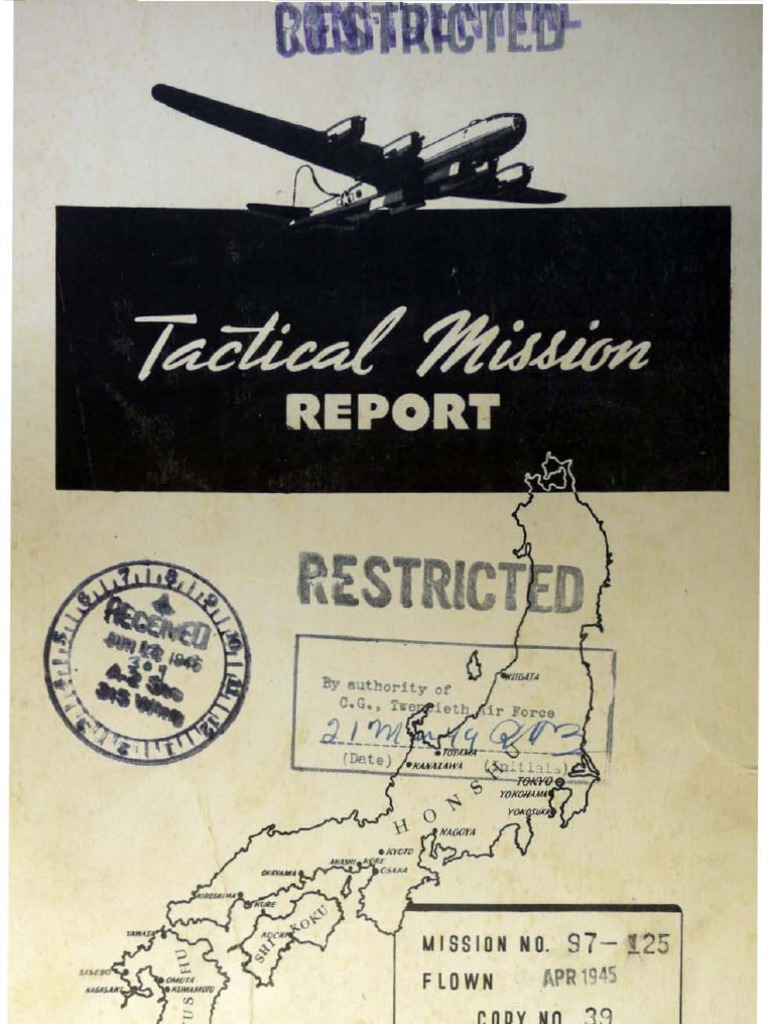 RESTRICTED
Tactical Mission
REPORT
RESTRICTED
RECEIVED
1945
By authority of
C.G., Twentieth Air Force
(Date) (Initials)
NIIGATA
TOYAMA
KANAZAWA
TOKYO
YOKOHAMA
YOKOSUKA
HONSHU
NAGOYA
KYOTO
AKASHI KOBE
OSAKA
OKAYAMA
HIROSHIMA
KURE
KOCHI
SHIKOKU
YAWATA
SASEBO
OMUTA
NAGASAKI
KUMAMOTO
MISSION NO. 97-125
FLOWN APR 1945
COPY NO. 39